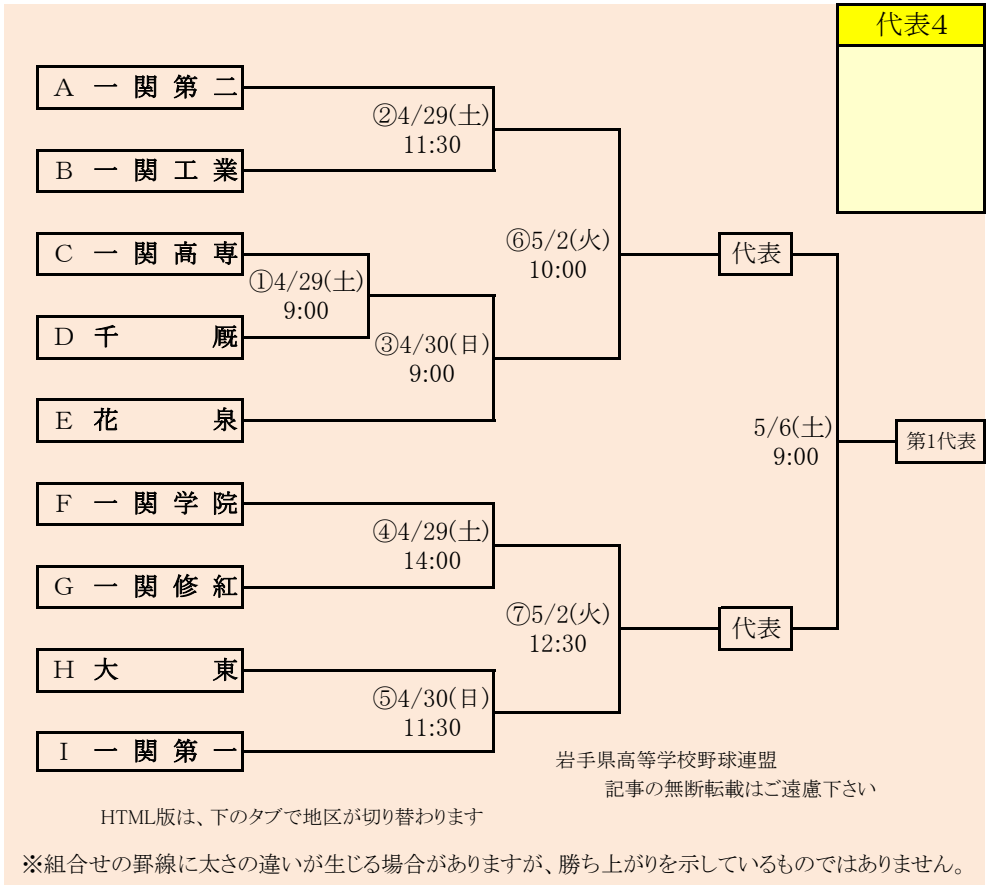 代表4
A 一関第二
②4/29(土)
11:30
B 一関工業
C 一関高専
①4/29(土)
9:00
D 千厩
③4/30(日)
9:00
E 花泉
⑥5/2(火)
10:00
代表
5/6(土)
9:00
第1代表
F 一関学院
④4/29(土)
14:00
G 一関修紅
⑦5/2(火)
12:30
代表
H 大東
⑤4/30(日)
11:30
I 一関第一
岩手県高等学校野球連盟
記事の無断転載はご遠慮下さい
HTML版は、下のタブで地区が切り替わります
※組合せの罫線に太さの違いが生じる場合がありますが、勝ち上がりを示しているものではありません。